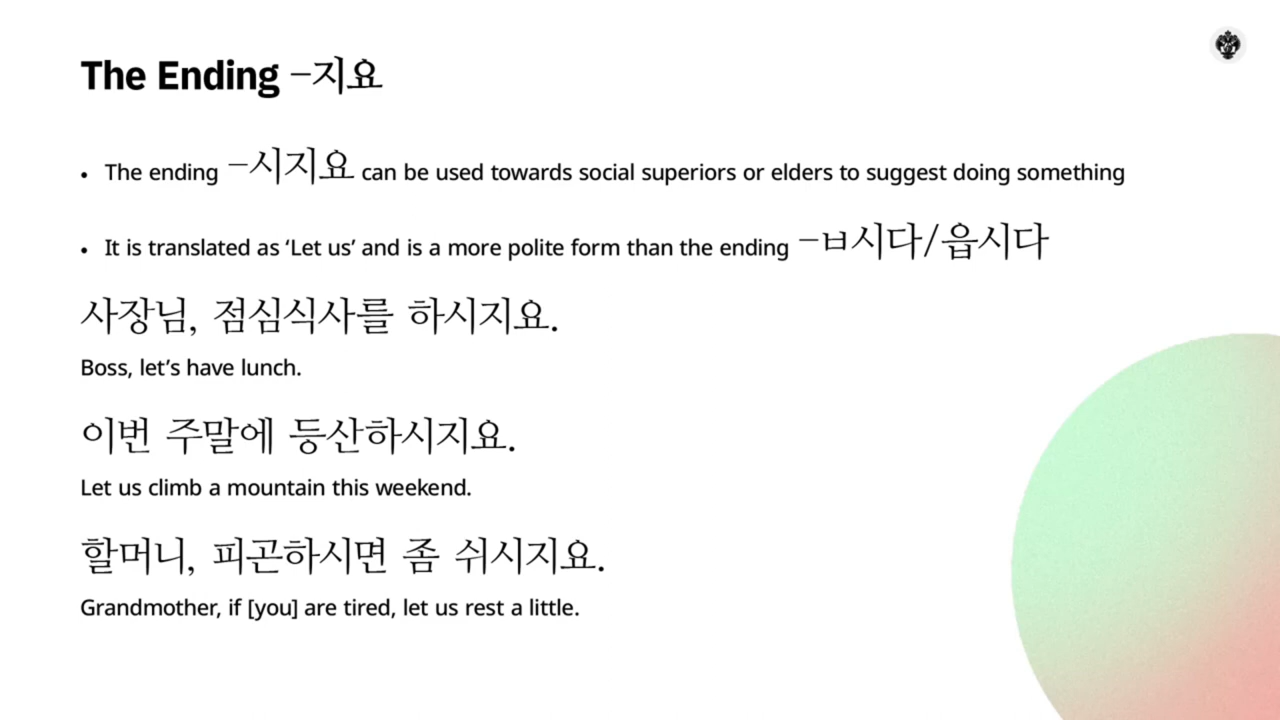 The Ending –지요
• The ending –시지요 can be used towards social superiors or elders to suggest doing something
• It is translated as ‘Let us’ and is a more polite form than the ending –ㅂ시다/읍시다
사장님, 점심식사를 하시지요.
Boss, let’s have lunch.
이번 주말에 등산하시지요.
Let us climb a mountain this weekend.
할머니, 피곤하시면 좀 쉬시지요.
Grandmother, if [you] are tired, let us rest a little.